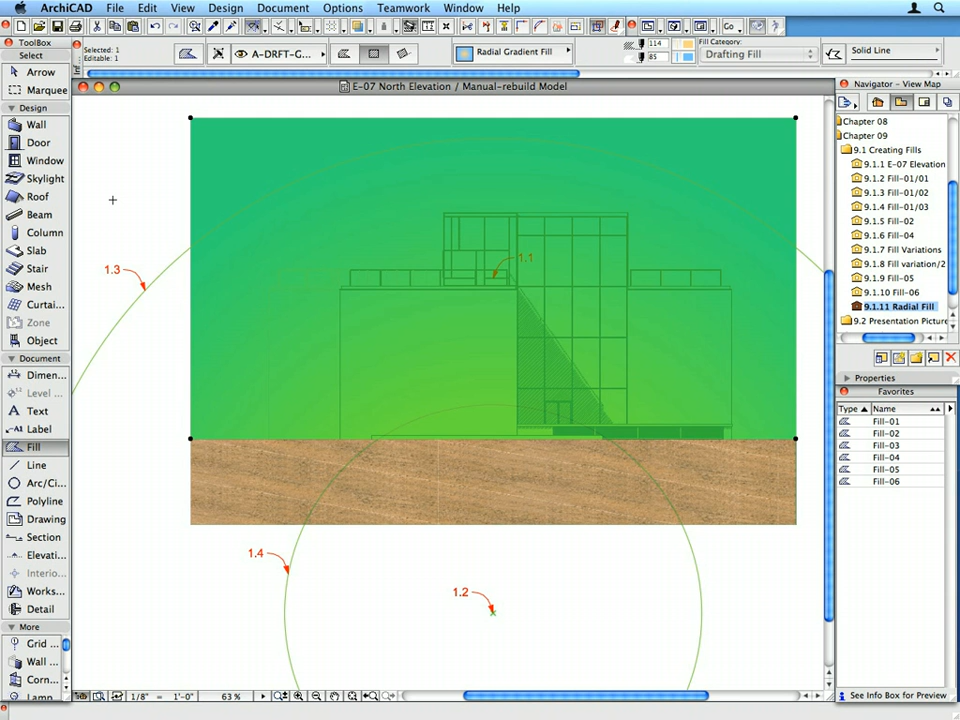 ArchiCAD File Edit View Design Document Options Teamwork Window Help
Go...
ToolBox
Select
Arrow
Marquee
Design
Wall
Door
Window
Skylight
Roof
Beam
Column
Slab
Stair
Mesh
Curtai...
Zone
Object
Document
Dimen...
Level ...
Text
A1 Label
Fill
Line
Arc/Ci...
Polyline
Drawing
Section
Elevati...
Interio...
Works...
Detail
More
Grid ...
Wall ...
Corn...
Lamp
Selected: 1
Editable: 1
A-DRFT-G...
Radial Gradient Fill
114
85
Fill Category:
Drafting Fill
Solid Line
E-07 North Elevation / Manual-rebuild Model
1.1
1.3
1.4
1.2
1/8" = 1'-0"
63 %
Navigator - View Map
Chapter 08
Chapter 09
9.1 Creating Fills
9.1.1 E-07 Elevation
9.1.2 Fill-01/01
9.1.3 Fill-01/02
9.1.4 Fill-01/03
9.1.5 Fill-02
9.1.6 Fill-04
9.1.7 Fill Variations
9.1.8 Fill variation/2
9.1.9 Fill-05
9.1.10 Fill-06
9.1.11 Radial Fill
9.2 Presentation Picture
Properties
Favorites
Type Name
Fill-01
Fill-02
Fill-03
Fill-04
Fill-05
Fill-06
See Info Box for Preview